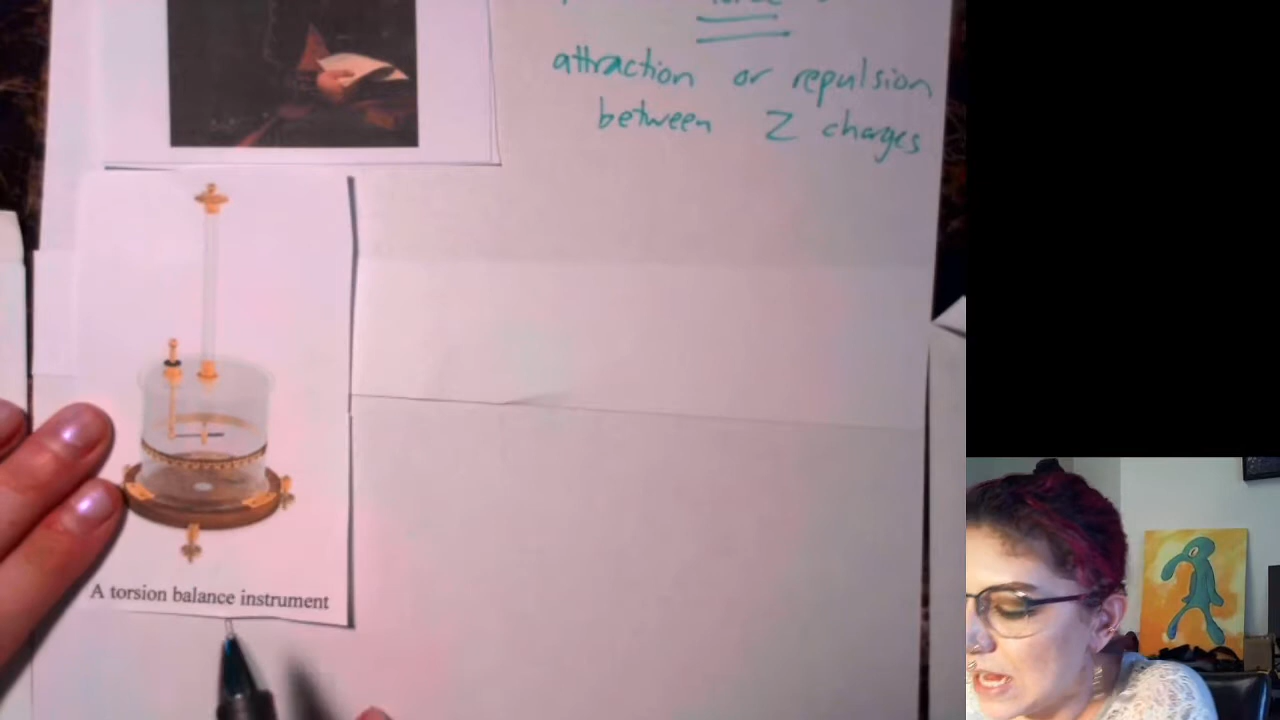 attraction or repulsion
between 2 charges
A torsion balance instrument